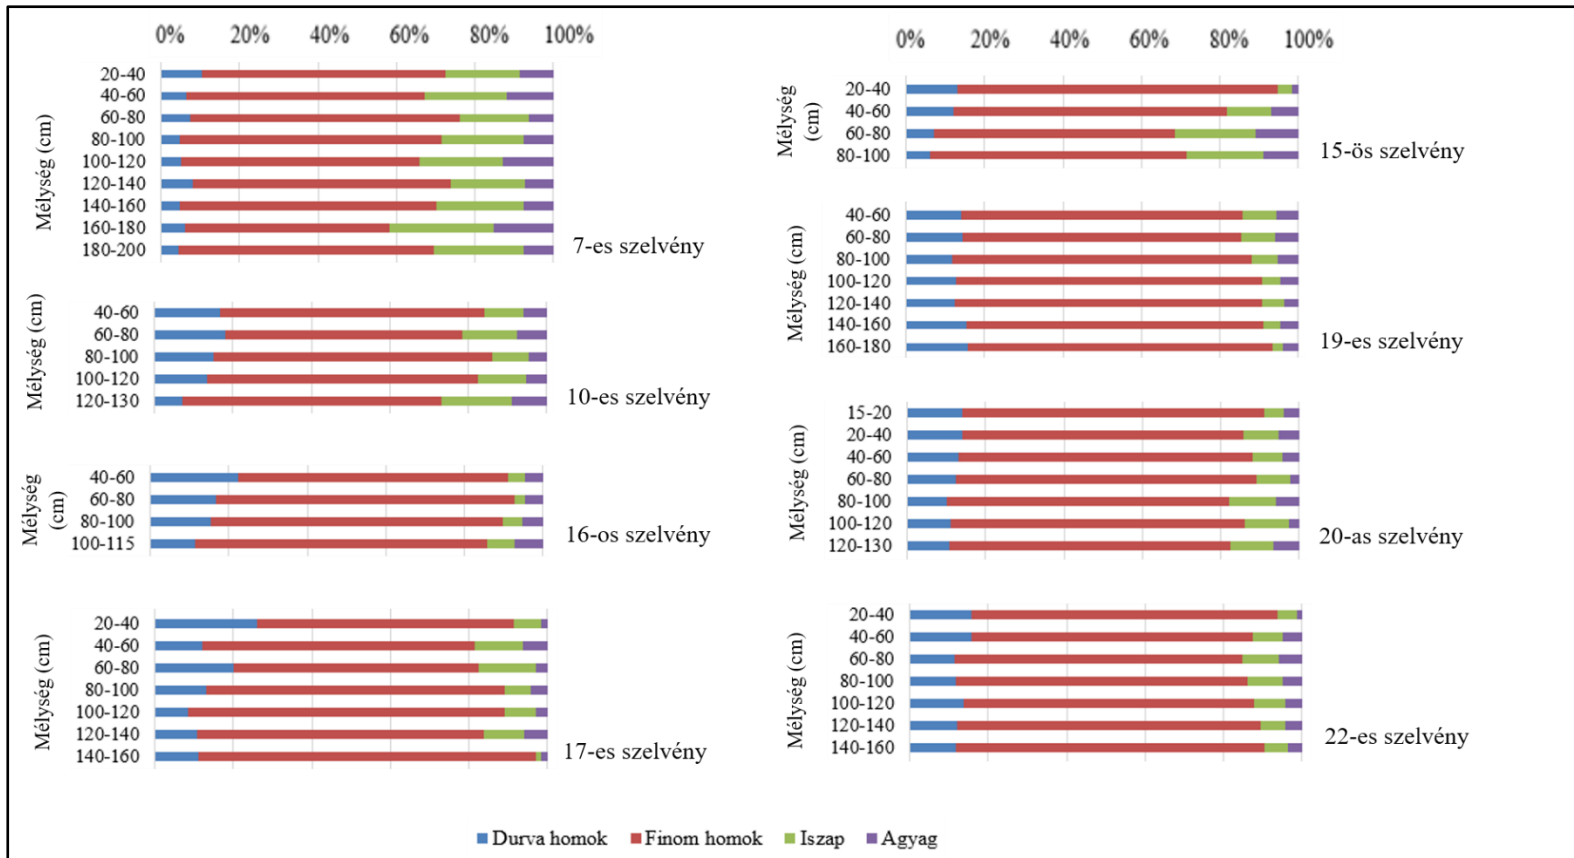 0% 20% 40% 60% 80% 100%
Mélység (cm)
20-40
40-60
60-80
80-100
100-120
120-140
140-160
160-180
180-200
7-es szelvény
Mélység (cm)
40-60
60-80
80-100
100-120
120-130
10-es szelvény
Mélység
(cm)
40-60
60-80
80-100
100-115
16-os szelvény
Mélység (cm)
20-40
40-60
60-80
80-100
100-120
120-140
140-160
17-es szelvény
0% 20% 40% 60% 80% 100%
Mélység
(cm)
20-40
40-60
60-80
80-100
15-ös szelvény
Mélység (cm)
40-60
60-80
80-100
100-120
120-140
140-160
160-180
19-es szelvény
Mélység (cm)
15-20
20-40
40-60
60-80
80-100
100-120
120-130
20-as szelvény
Mélység (cm)
20-40
40-60
60-80
80-100
100-120
120-140
140-160
22-es szelvény
Durva homok Finom homok Iszap Agyag